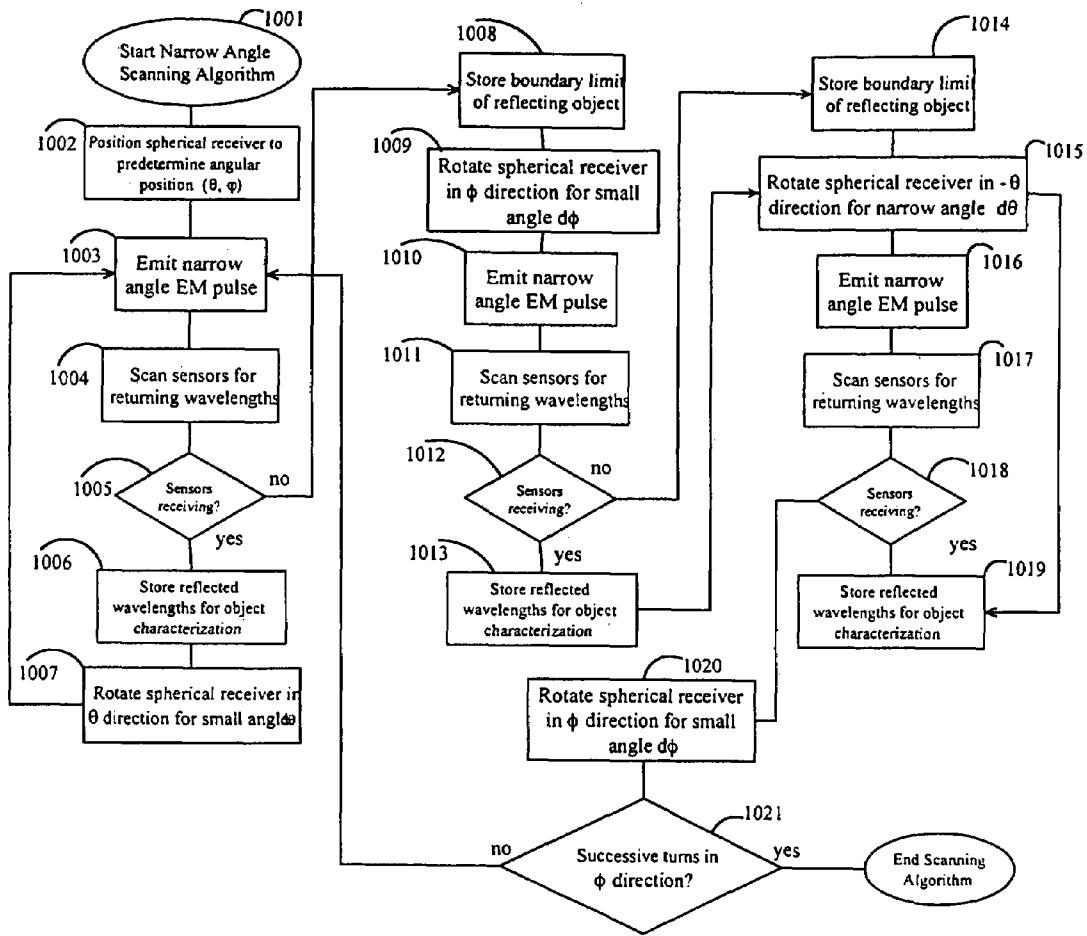 1001
Start Narrow Angle
Scanning Algorithm
1002
Position spherical receiver to
predetermine angular
position (θ, φ)
1003
Emit narrow
angle EM pulse
1004
Scan sensors for
returning wavelengths
1005
Sensors
receiving?
no
yes
1006
Store reflected
wavelengths for object
characterization
1007
Rotate spherical receiver in
θ direction for small angle dθ
1008
Store boundary limit
of reflecting object
1009
Rotate spherical receiver
in ϕ direction for small
angle dϕ
1010
Emit narrow
angle EM pulse
1011
Scan sensors for
returning wavelengths
1012
Sensors
receiving?
no
yes
1013
Store reflected
wavelengths for object
characterization
1014
Store boundary limit
of reflecting object
1015
Rotate spherical receiver in -θ
direction for narrow angle dθ
1016
Emit narrow
angle EM pulse
1017
Scan sensors for
returning wavelengths
1018
Sensors
receiving?
yes
1019
Store reflected
wavelengths for object
characterization
1020
Rotate spherical receiver
in ϕ direction for small
angle dϕ
1021
Successive turns in
ϕ direction?
no
yes
End Scanning
Algorithm